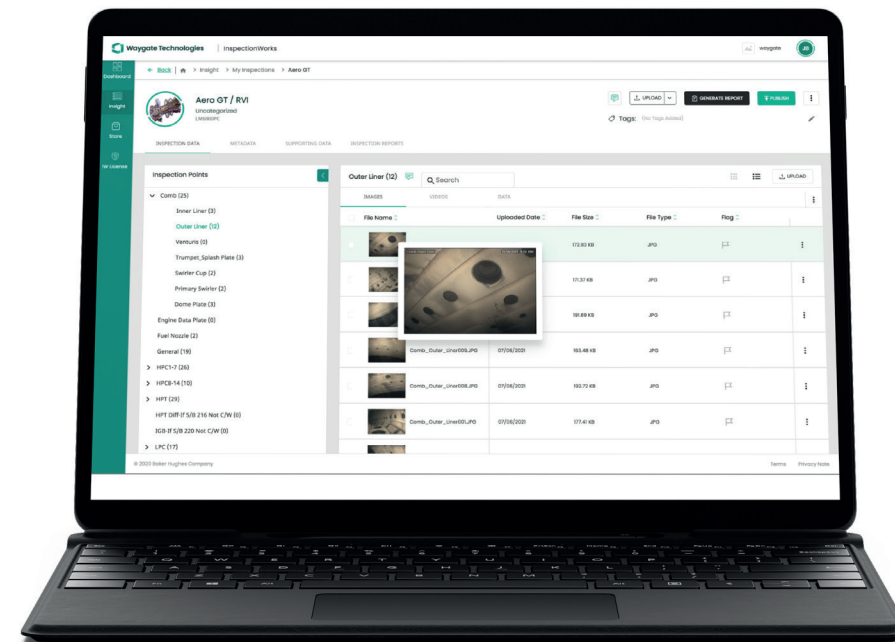 Waygate Technologies | InspectionWorks
waygate
JS
Dashboard
Back | > Insight > My Inspections > Aero GT
Insight
Store
Aero GT / RVI
Uncategorized
UPLOAD
GENERATE REPORT
PUBLISH
Tags: (No Tags Added)
INSPECTION DATA METADATA SUPPORTING DATA INSPECTION REPORTS
Inspection Points
Comb (25)
Inner Liner (3)
Outer Liner (12)
Venturis (0)
Trumpet_Splash Plate (3)
Swirler Cup (2)
Primary Swirler (2)
Dome Plate (3)
Engine Data Plate (0)
Fuel Nozzle (2)
General (19)
HPC1-7 (26)
HPC8-14 (10)
HPT (29)
HPT Diff-If S/B 216 Not C/W (0)
IGB-If S/B 220 Not C/W (0)
LPC (17)
Outer Liner (12)
Search
UPLOAD
IMAGES VIDEOS DATA
File Name Uploaded Date File Size File Type Flag
172.83 KB JPG
171.37 KB JPG
191.89 KB JPG
Comb_Outer_Liner005.JPG 07/06/2021 163.48 KB JPG
Comb_Outer_Liner008.JPG 07/06/2021 192.72 KB JPG
Comb_Outer_Liner001.JPG 07/06/2021 177.41 KB JPG
© 2023 Baker Hughes Company
Terms Privacy Note